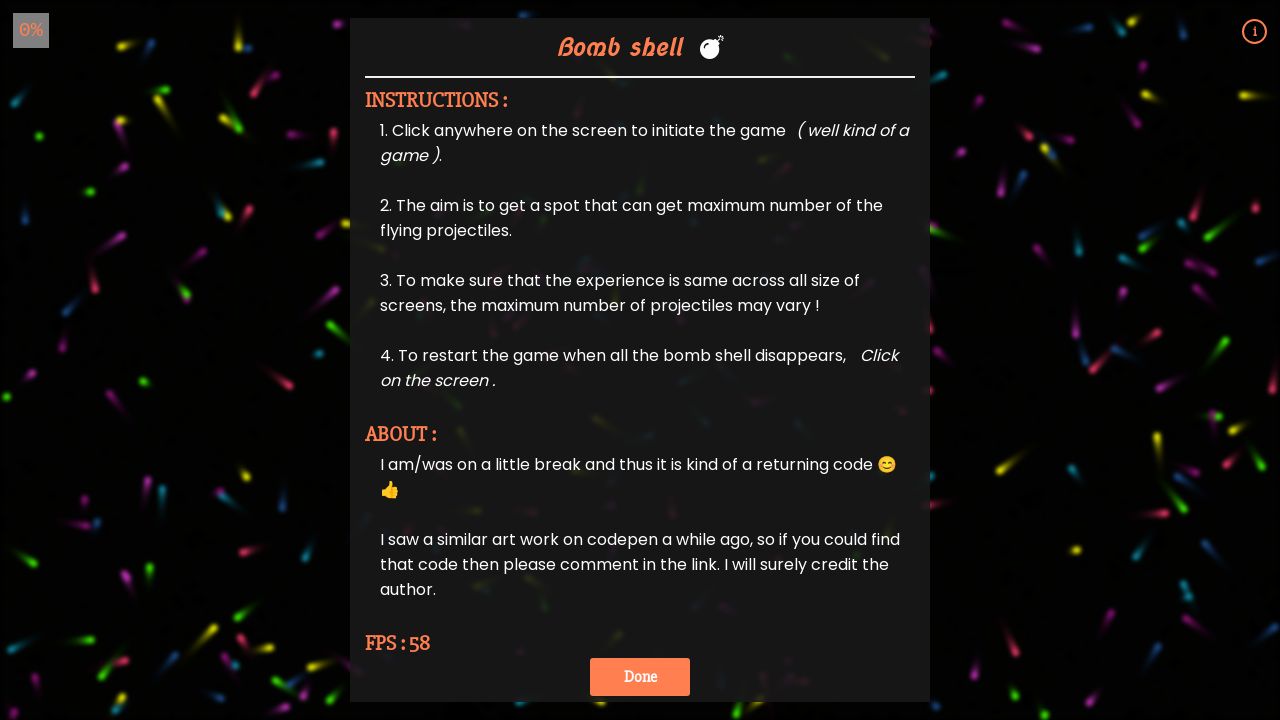 0%
Bomb shell 💣
i
INSTRUCTIONS :
1. Click anywhere on the screen to initiate the game ( well kind of a
game ).
2. The aim is to get a spot that can get maximum number of the
flying projectiles.
3. To make sure that the experience is same across all size of
screens, the maximum number of projectiles may vary !
4. To restart the game when all the bomb shell disappears, Click
on the screen .
ABOUT :
I am/was on a little break and thus it is kind of a returning code 😊
👍
I saw a similar art work on codepen a while ago, so if you could find
that code then please comment in the link. I will surely credit the
author.
FPS : 58
Done